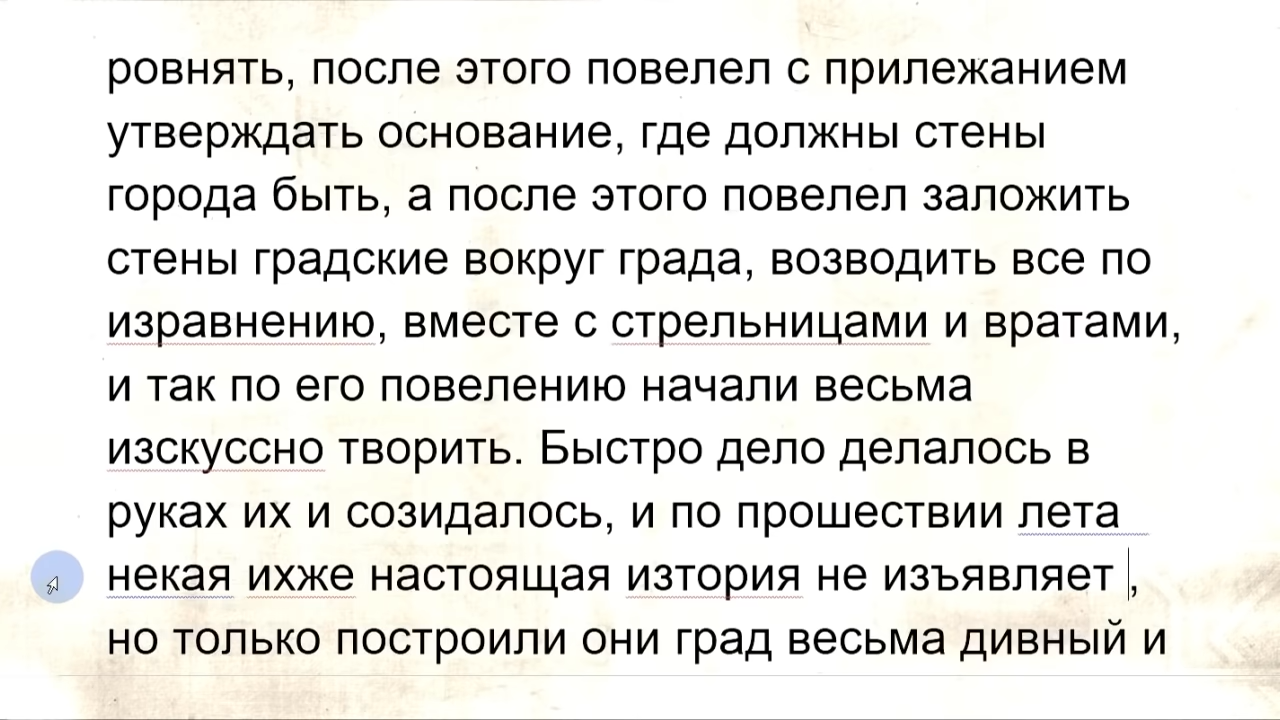 ровнять, после этого повелел с прилежанием
утверждать основание, где должны стены
города быть, а после этого повелел заложить
стены градские вокруг града, возводить все по
изравнению, вместе с стрельницами и вратами,
и так по его повелению начали весьма
изскуссно творить. Быстро дело делалось в
руках их и созидалось, и по прошествии лета
некая ихже настоящая изтория не изъявляет ,
но только построили они град весьма дивный и